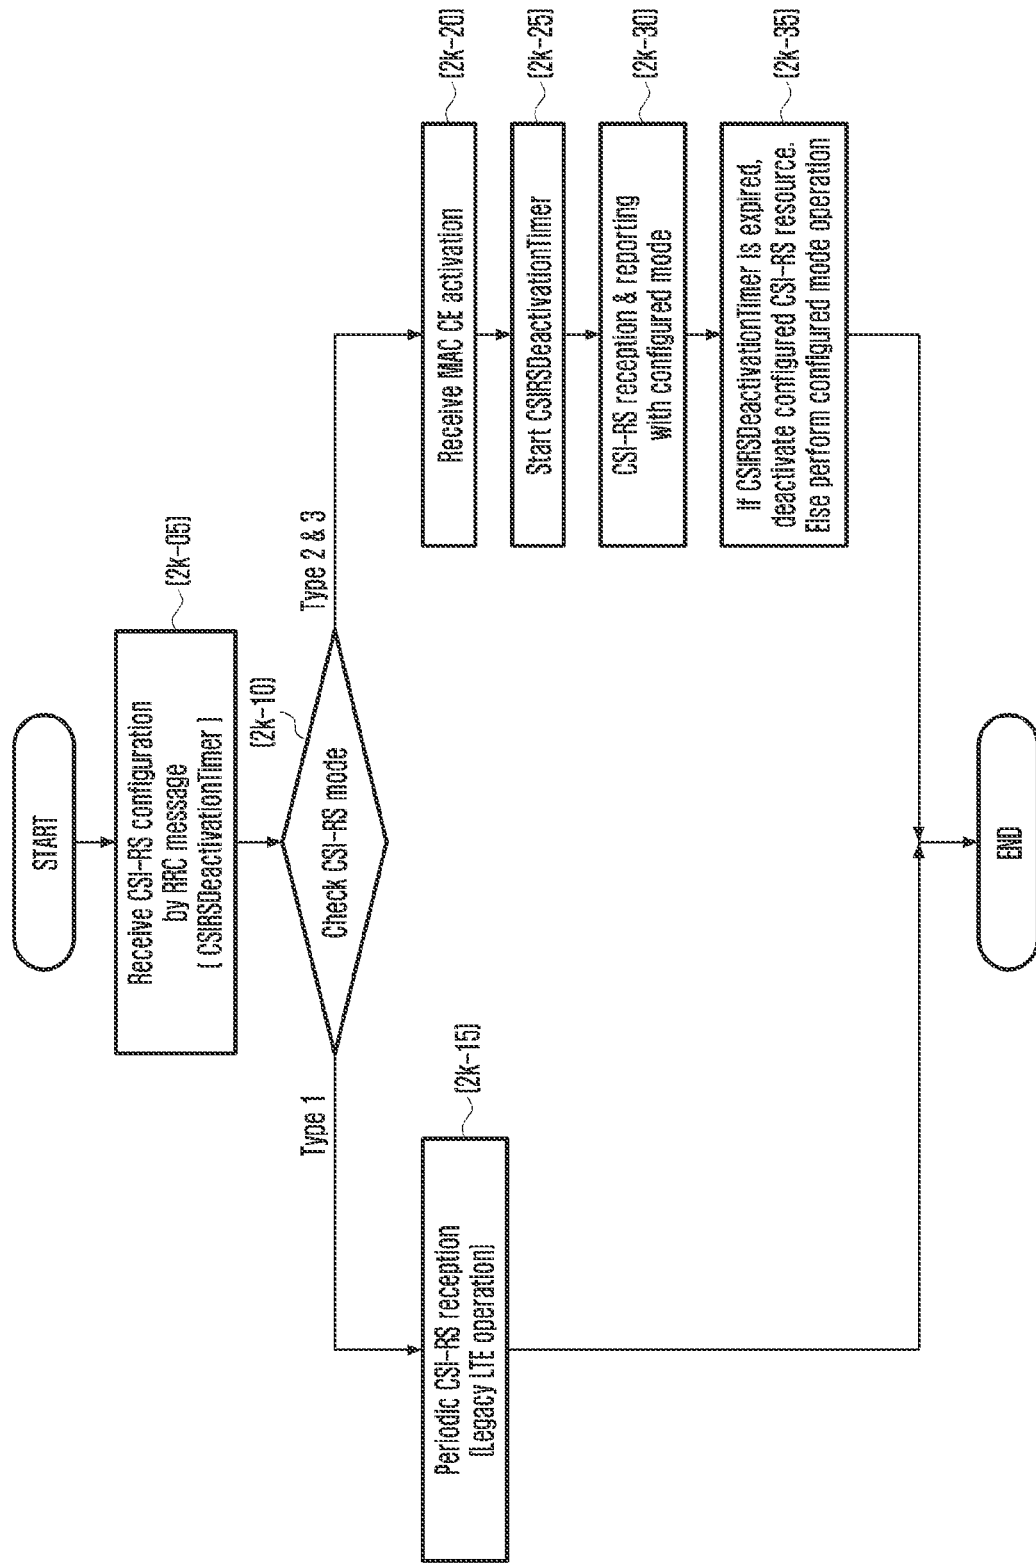 START
Receive CSI-RS configuration
by RRC message
( CSIRSDeactivationTimer )
(2k-05)
(2k-10)
Check CSI-RS mode
Type 1
Type 2 & 3
Periodic CSI-RS reception
(Legacy LTE operation)
(2k-15)
Receive MAC CE activation
(2k-20)
Start CSIRSDeactivationTimer
(2k-25)
CSI-RS reception & reporting
with configured mode
(2k-30)
If CSIRSDeactivationTimer is expired,
deactivate configured CSI-RS resource.
Else perform configured mode operation
(2k-35)
END